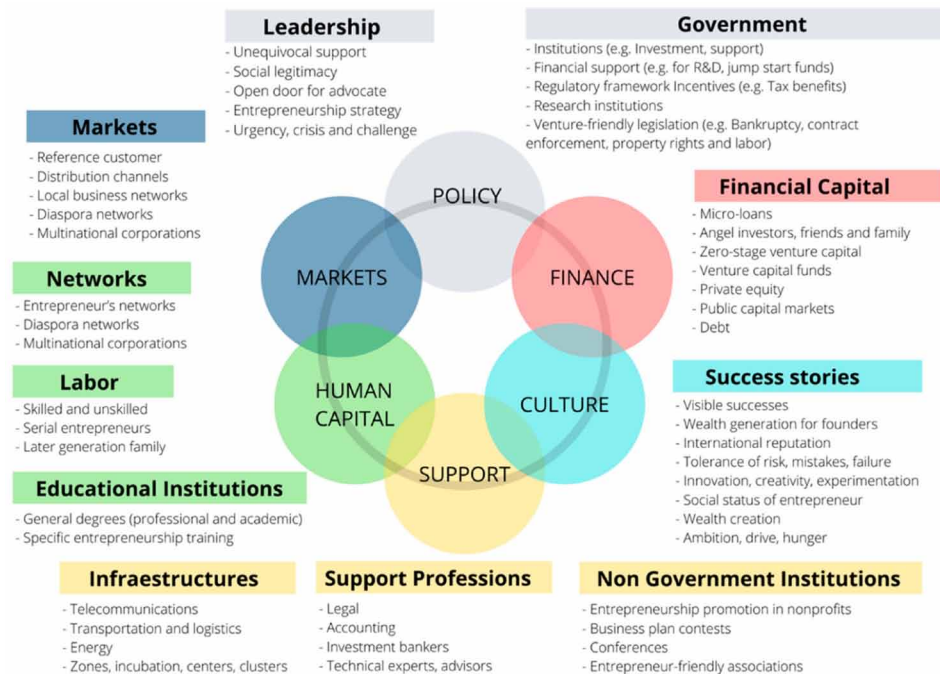 Leadership
- Unequivocal support
- Social legitimacy
- Open door for advocate
- Entrepreneurship strategy
- Urgency, crisis and challenge
Government
- Institutions (e.g. Investment, support)
- Financial support (e.g. for R&D, jump start funds)
- Regulatory framework Incentives (e.g. Tax benefits)
- Research institutions
- Venture-friendly legislation (e.g. Bankruptcy, contract
enforcement, property rights and labor)
Markets
- Reference customer
- Distribution channels
- Local business networks
- Diaspora networks
- Multinational corporations
Networks
- Entrepreneur's networks
- Diaspora networks
- Multinational corporations
Labor
- Skilled and unskilled
- Serial entrepreneurs
- Later generation family
Educational Institutions
- General degrees (professional and academic)
- Specific entrepreneurship training
POLICY
MARKETS
FINANCE
HUMAN
CAPITAL
CULTURE
SUPPORT
Financial Capital
- Micro-loans
- Angel investors, friends and family
- Zero-stage venture capital
- Venture capital funds
- Private equity
- Public capital markets
- Debt
Success stories
- Visible successes
- Wealth generation for founders
- International reputation
- Tolerance of risk, mistakes, failure
- Innovation, creativity, experimentation
- Social status of entrepreneur
- Wealth creation
- Ambition, drive, hunger
Infraestructures
- Telecommunications
- Transportation and logistics
- Energy
- Zones, incubation, centers, clusters
Support Professions
- Legal
- Accounting
- Investment bankers
- Technical experts, advisors
Non Government Institutions
- Entrepreneurship promotion in nonprofits
- Business plan contests
- Conferences
- Entrepreneur-friendly associations